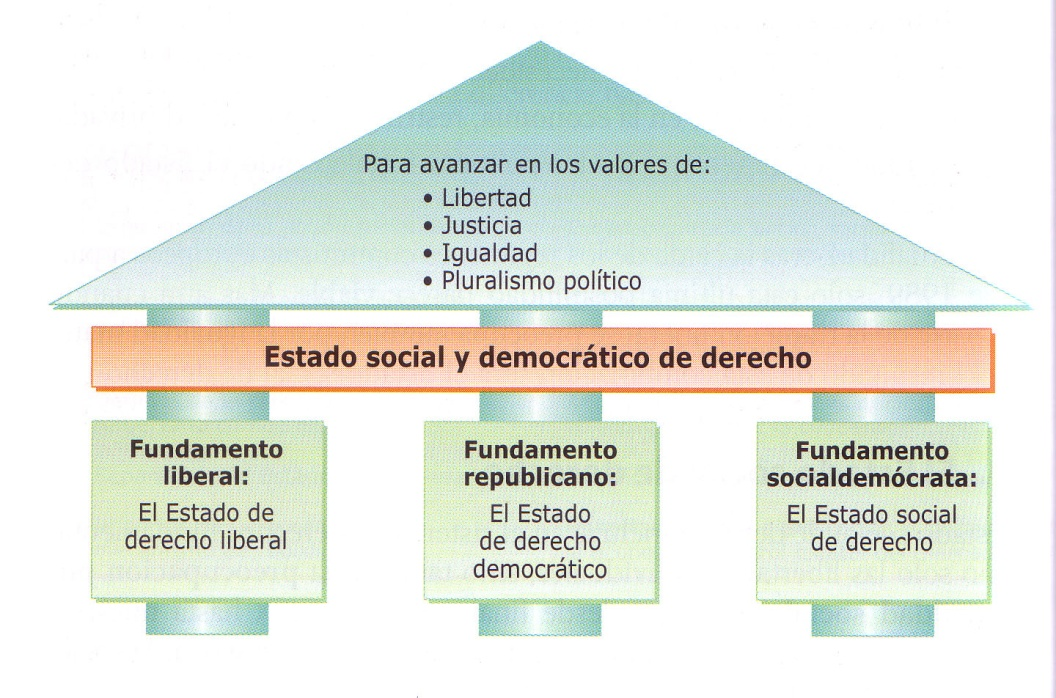 Para avanzar en los valores de:
• Libertad
• Justicia
• Igualdad
• Pluralismo político
Estado social y democrático de derecho
Fundamento
liberal:
El Estado de
derecho liberal
Fundamento
republicano:
El Estado
de derecho
democrático
Fundamento
socialdemócrata:
El Estado social
de derecho